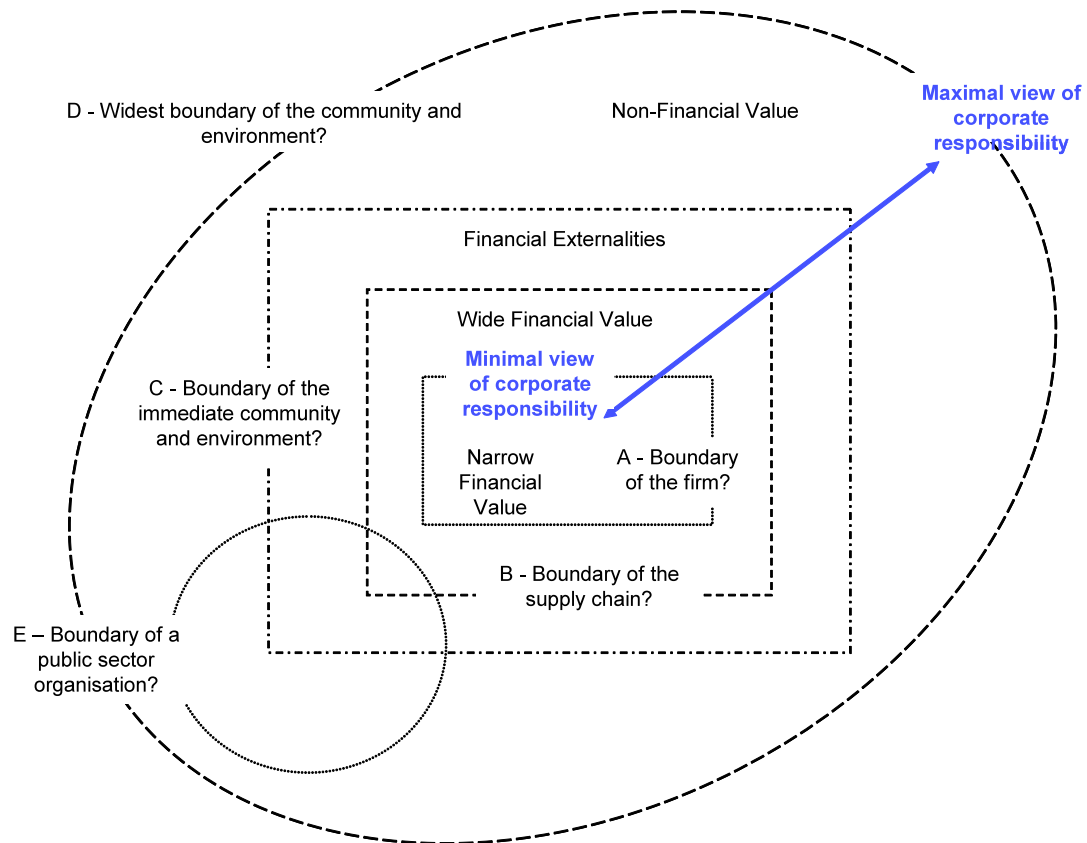 D - Widest boundary of the community and
environment?
Non-Financial Value
Maximal view of
corporate
responsibility
Financial Externalities
Wide Financial Value
Minimal view
of corporate
responsibility
C - Boundary of the
immediate community
and environment?
Narrow
Financial
Value
A - Boundary
of the firm?
B - Boundary of the
supply chain?
E – Boundary of a
public sector
organisation?